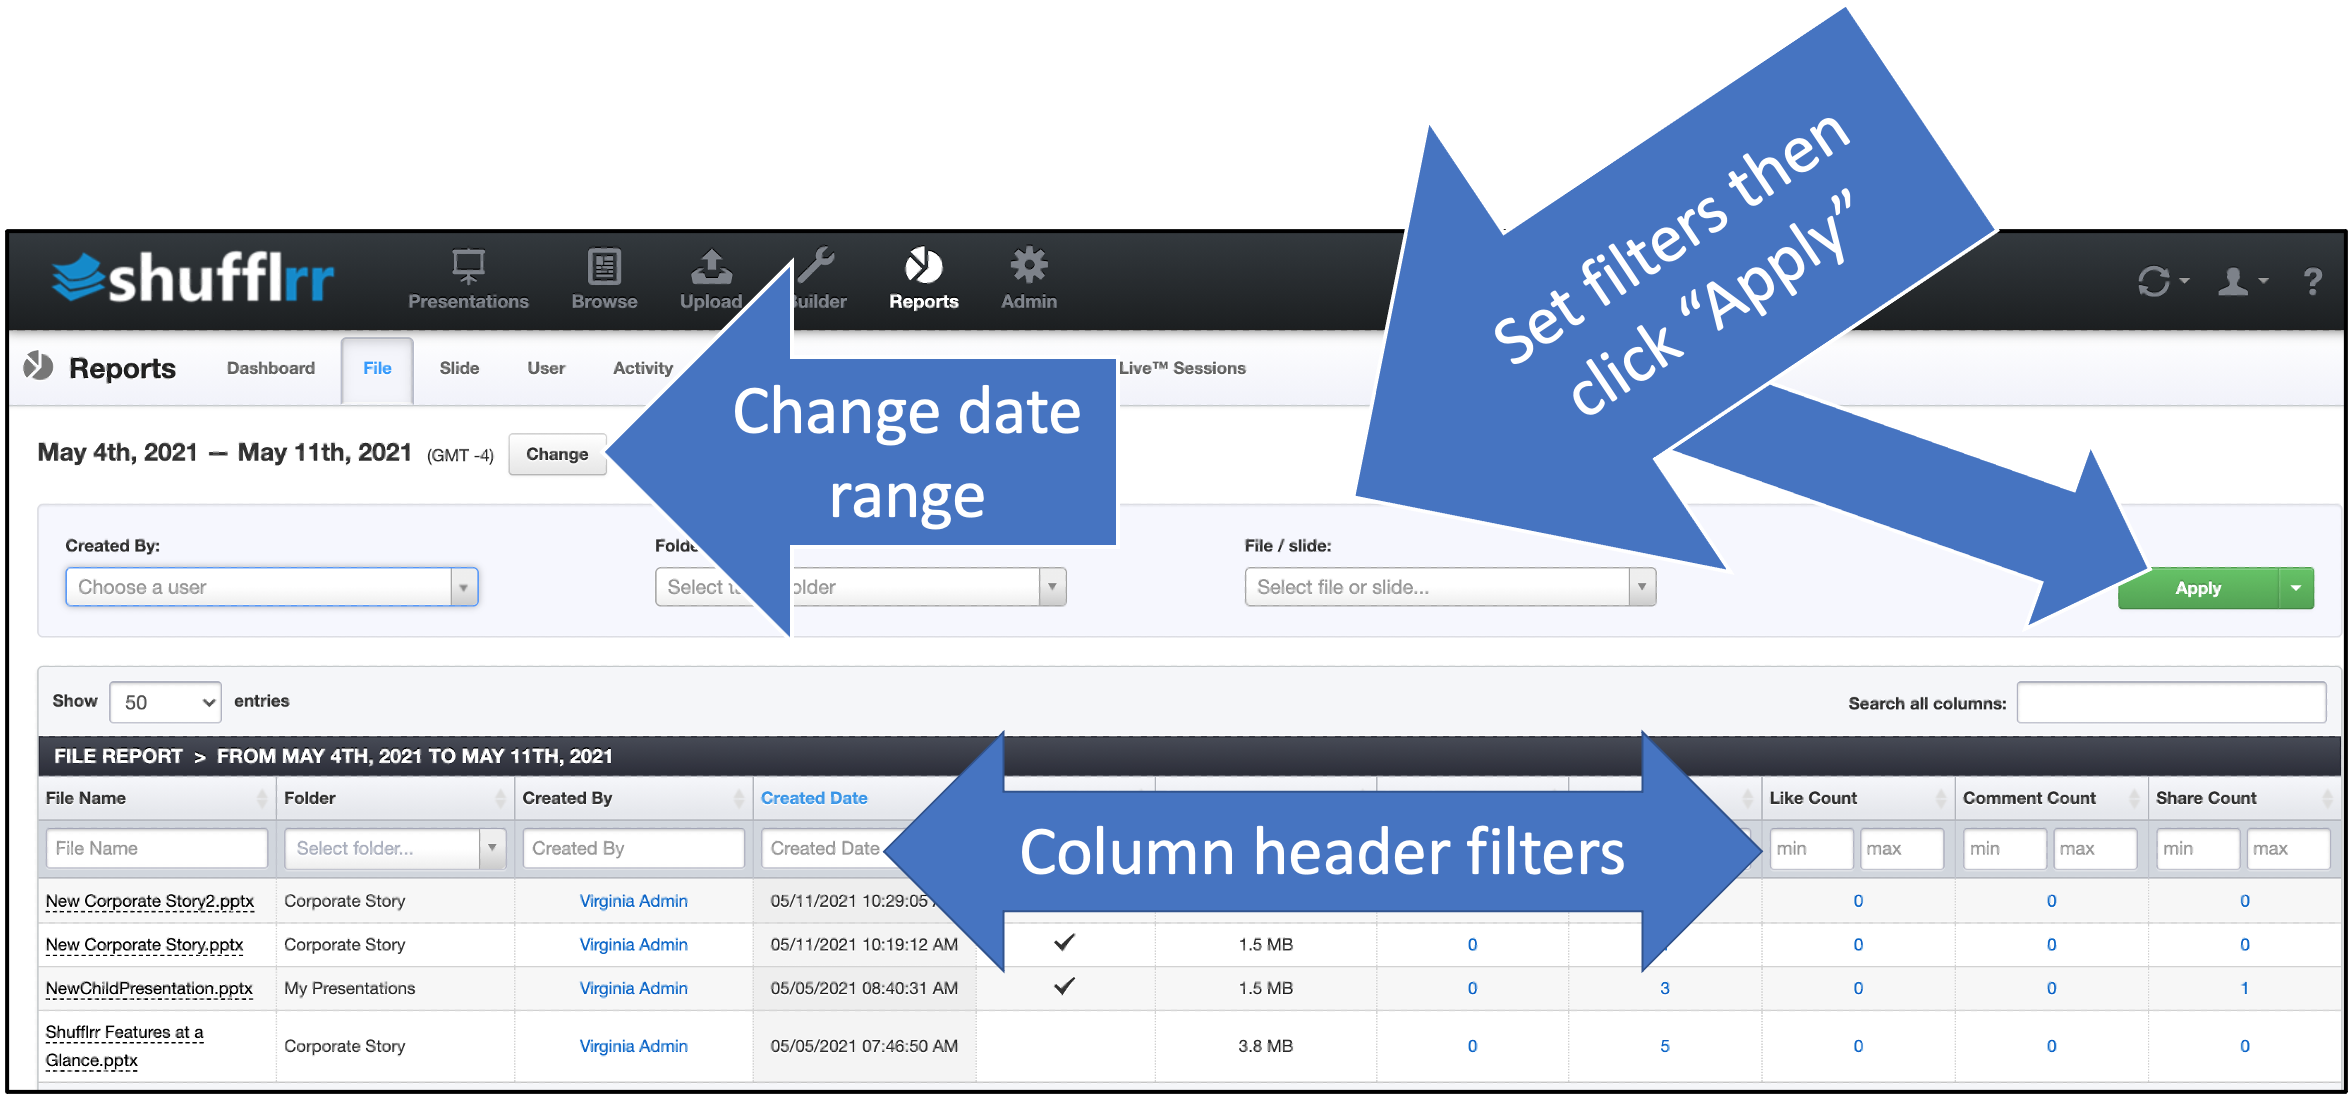 Set filters then
click “Apply”
shufflrr
Presentations Browse Upload Builder Reports Admin ?
Reports Dashboard File Slide User Activity Live™ Sessions
Change date
range
May 4th, 2021 — May 11th, 2021 (GMT -4) Change
Created By: File / slide:
Choose a user Select Select file or slide... Apply
Show 50 entries Search all columns:
FILE REPORT > FROM MAY 4TH, 2021 TO MAY 11TH, 2021
File Name Folder Created By Created Date Like Count Comment Count Share Count
File Name Select folder... Created By Created Date min max min max min max
Column header filters
New Corporate Story2.pptx Corporate Story Virginia Admin 05/11/2021 10:29:05 0 0 0
New Corporate Story.pptx Corporate Story Virginia Admin 05/11/2021 10:19:12 AM ✓ 1.5 MB 0 0 0 0
NewChildPresentation.pptx My Presentations Virginia Admin 05/05/2021 08:40:31 AM ✓ 1.5 MB 0 3 0 0 1
Shufflrr Features at a
Glance.pptx Corporate Story Virginia Admin 05/05/2021 07:46:50 AM 3.8 MB 0 5 0 0 0